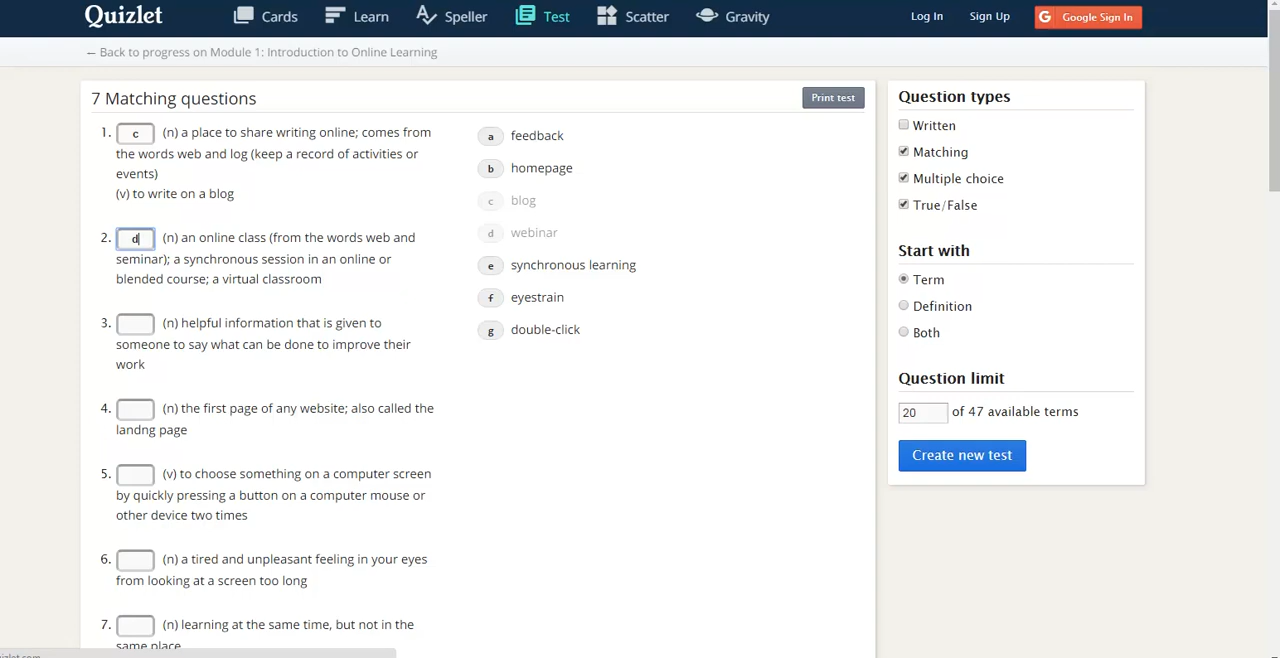 Quizlet
Cards
Learn
Speller
Test
Scatter
Gravity
Log In
Sign Up
G Google Sign In
← Back to progress on Module 1: Introduction to Online Learning
7 Matching questions
Print test
1. c (n) a place to share writing online; comes from
the words web and log (keep a record of activities or
events)
(v) to write on a blog
2. d (n) an online class (from the words web and
seminar); a synchronous session in an online or
blended course; a virtual classroom
3. (n) helpful information that is given to
someone to say what can be done to improve their
work
4. (n) the first page of any website; also called the
landng page
5. (v) to choose something on a computer screen
by quickly pressing a button on a computer mouse or
other device two times
6. (n) a tired and unpleasant feeling in your eyes
from looking at a screen too long
7. (n) learning at the same time, but not in the
same place
a feedback
b homepage
c blog
d webinar
e synchronous learning
f eyestrain
g double-click
Question types
Written
Matching
Multiple choice
True/False
Start with
Term
Definition
Both
Question limit
20 of 47 available terms
Create new test